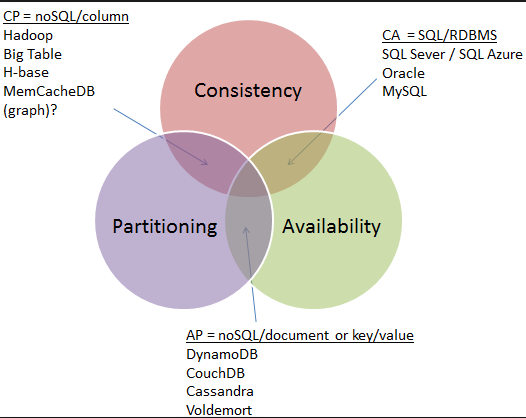 CP = noSQL/column
Hadoop
Big Table
H-base
MemCacheDB
(graph)?
CA  = SQL/RDBMS
SQL Sever / SQL Azure
Oracle
MySQL
Consistency
Partitioning
Availability
AP = noSQL/document or key/value
DynamoDB
CouchDB
Cassandra
Voldemort